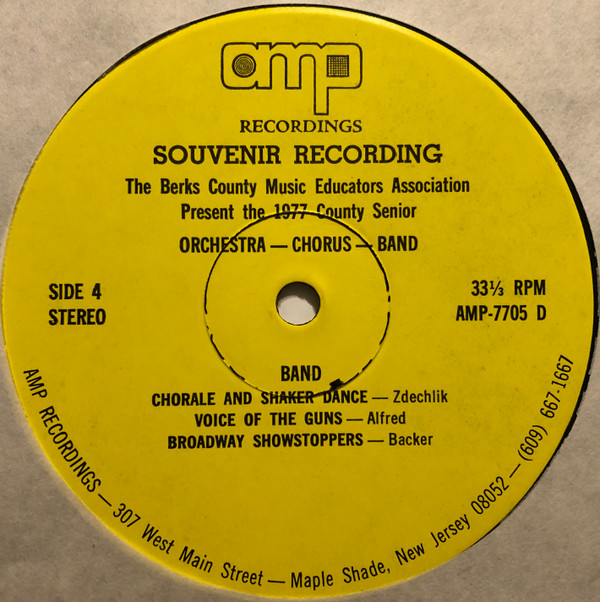 amp
RECORDINGS
SOUVENIR RECORDING
The Berks County Music Educators Association
Present the 1977 County Senior
ORCHESTRA — CHORUS — BAND
SIDE 4
STEREO
33⅓ RPM
AMP-7705 D
BAND
CHORALE AND SHAKER DANCE — Zdechlik
VOICE OF THE GUNS — Alfred
BROADWAY SHOWSTOPPERS — Backer
AMP RECORDINGS — 307 West Main Street — Maple Shade, New Jersey 08052 — (609) 667-1667